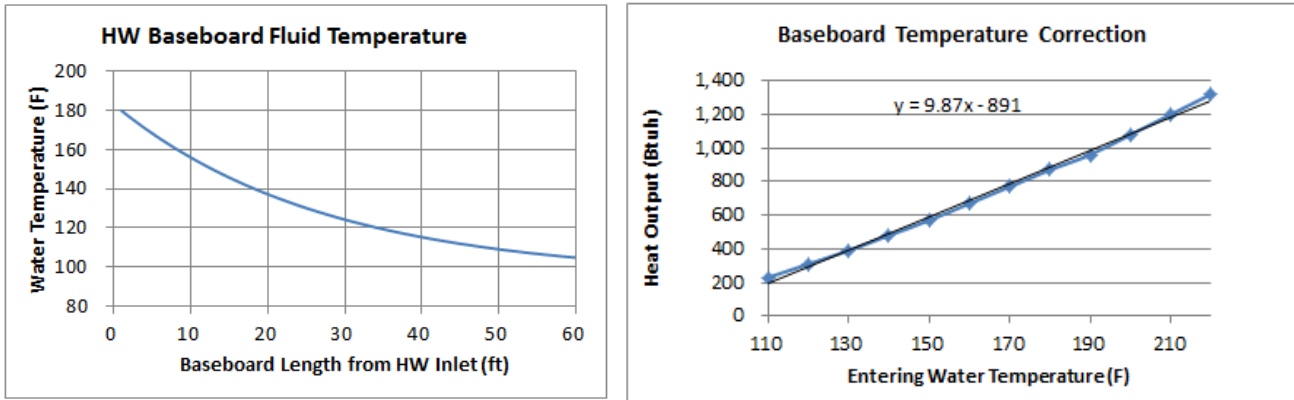 HW Baseboard Fluid Temperature
Water Temperature (F)
200
180
160
140
120
100
80
0 10 20 30 40 50 60
Baseboard Length from HW Inlet (ft)
Baseboard Temperature Correction
Heat Output (Btuh)
1,400
1,200
1,000
800
600
400
200
0
y = 9.87x - 891
110 130 150 170 190 210
Entering Water Temperature (F)